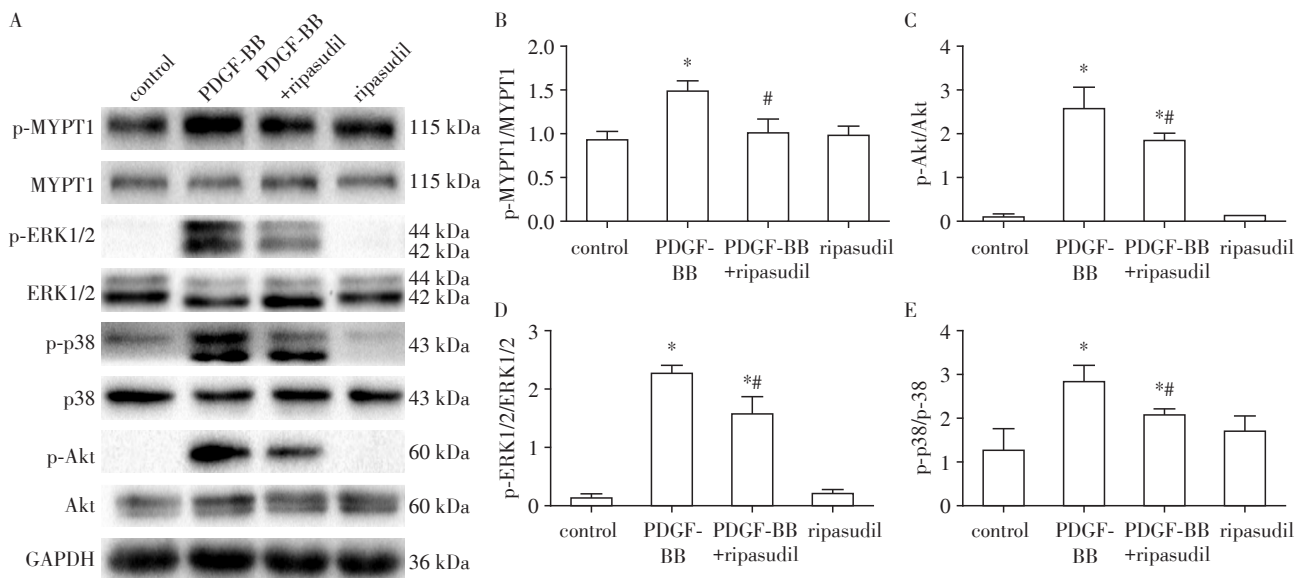 A
control
PDGF-BB
PDGF-BB
+ripasudil
ripasudil
p-MYPT1
115 kDa
MYPT1
115 kDa
p-ERK1/2
44 kDa
42 kDa
ERK1/2
44 kDa
42 kDa
p-p38
43 kDa
p38
43 kDa
p-Akt
60 kDa
Akt
60 kDa
GAPDH
36 kDa
B
p-MYPT1/MYPT1
2.0
1.5
1.0
0.5
0.0
*
#
control
PDGF-
BB
PDGF-BB
+ripasudil
ripasudil
C
p-Akt/Akt
4
3
2
1
0
*
*#
control
PDGF-
BB
PDGF-BB
+ripasudil
ripasudil
D
p-ERK1/2/ERK1/2
3
2
1
0
*
*#
control
PDGF-
BB
PDGF-BB
+ripasudil
ripasudil
E
p-p38/p-38
4
3
2
1
0
*
*#
control
PDGF-
BB
PDGF-BB
+ripasudil
ripasudil